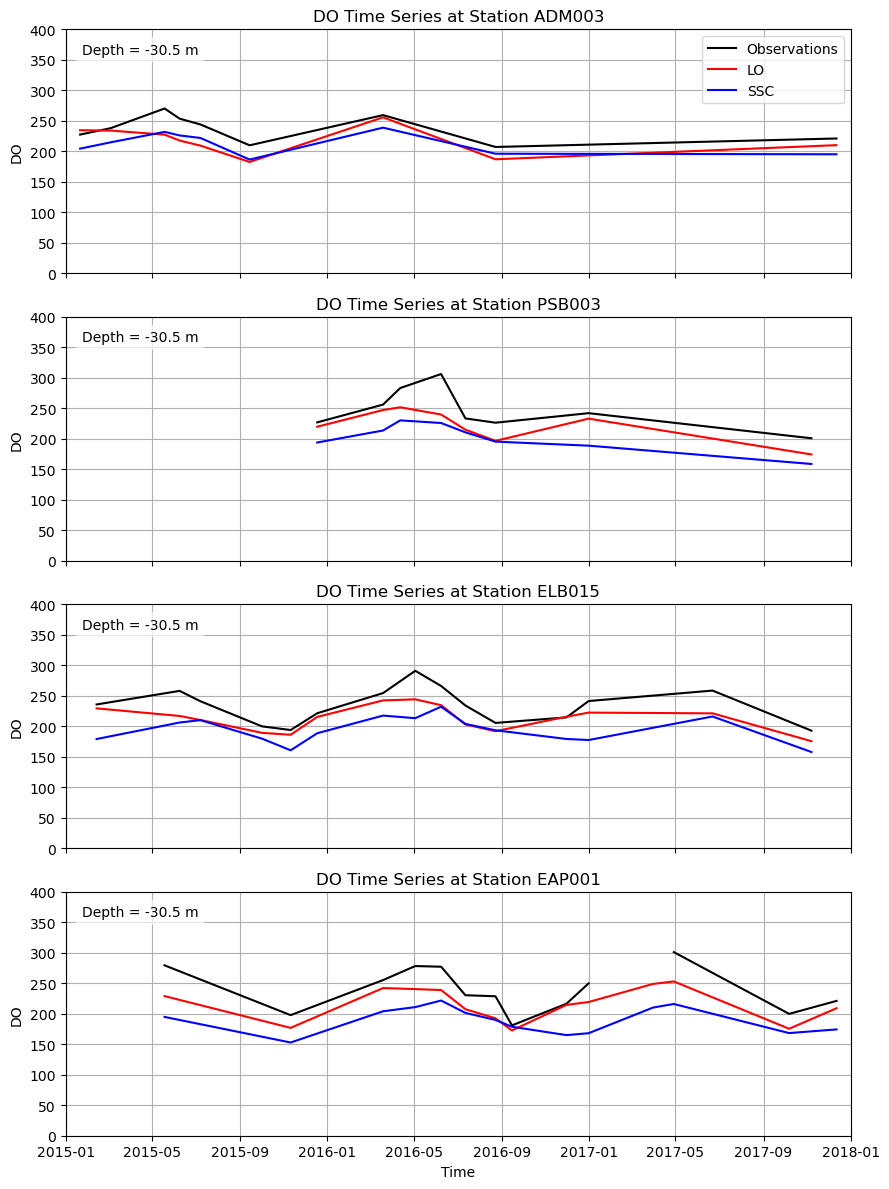 DO Time Series at Station ADM003
400
350
300
250
200
150
100
50
0
DO
Depth = -30.5 m
Observations
LO
SSC
DO Time Series at Station PSB003
400
350
300
250
200
150
100
50
0
DO
Depth = -30.5 m
DO Time Series at Station ELB015
400
350
300
250
200
150
100
50
0
DO
Depth = -30.5 m
DO Time Series at Station EAP001
400
350
300
250
200
150
100
50
0
DO
Depth = -30.5 m
2015-01 2015-05 2015-09 2016-01 2016-05 2016-09 2017-01 2017-05 2017-09 2018-01
Time